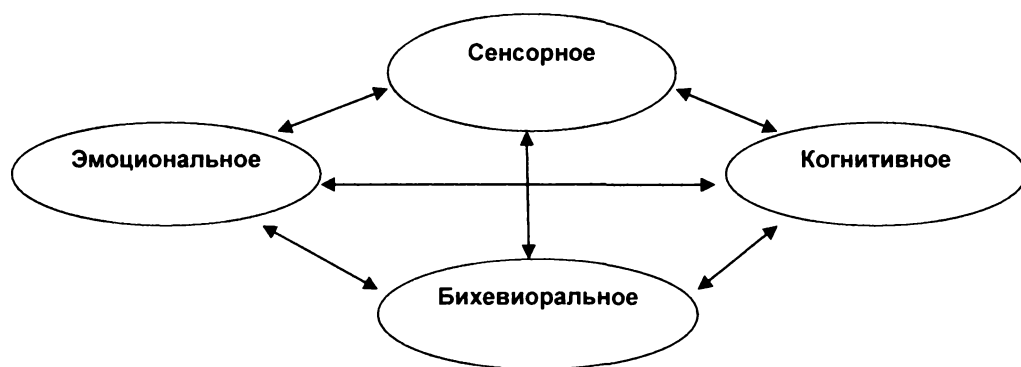 Сенсорное
Эмоциональное
Когнитивное
Бихевиоральное